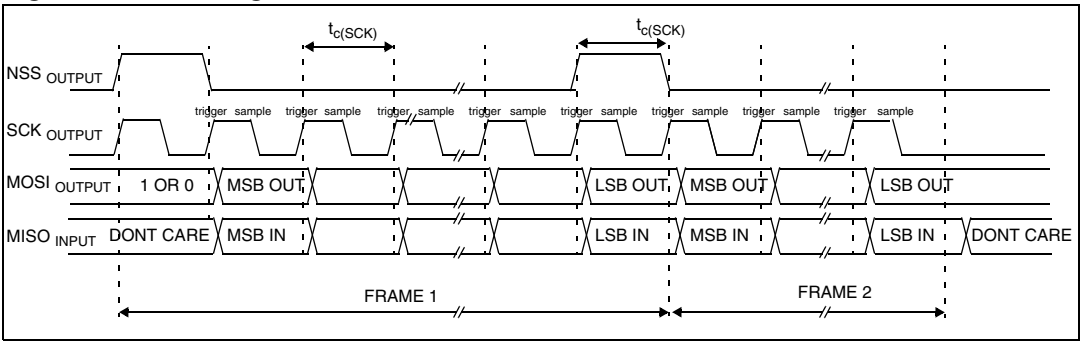 tc(SCK) tc(SCK)
NSS OUTPUT
trigger sample trigger sample trigger sample trigger sample trigger sample trigger sample trigger sample trigger sample
SCK OUTPUT
MOSI OUTPUT 1 OR 0 MSB OUT LSB OUT MSB OUT LSB OUT
MISO INPUT DONT CARE MSB IN LSB IN MSB IN LSB IN DONT CARE
FRAME 1 FRAME 2